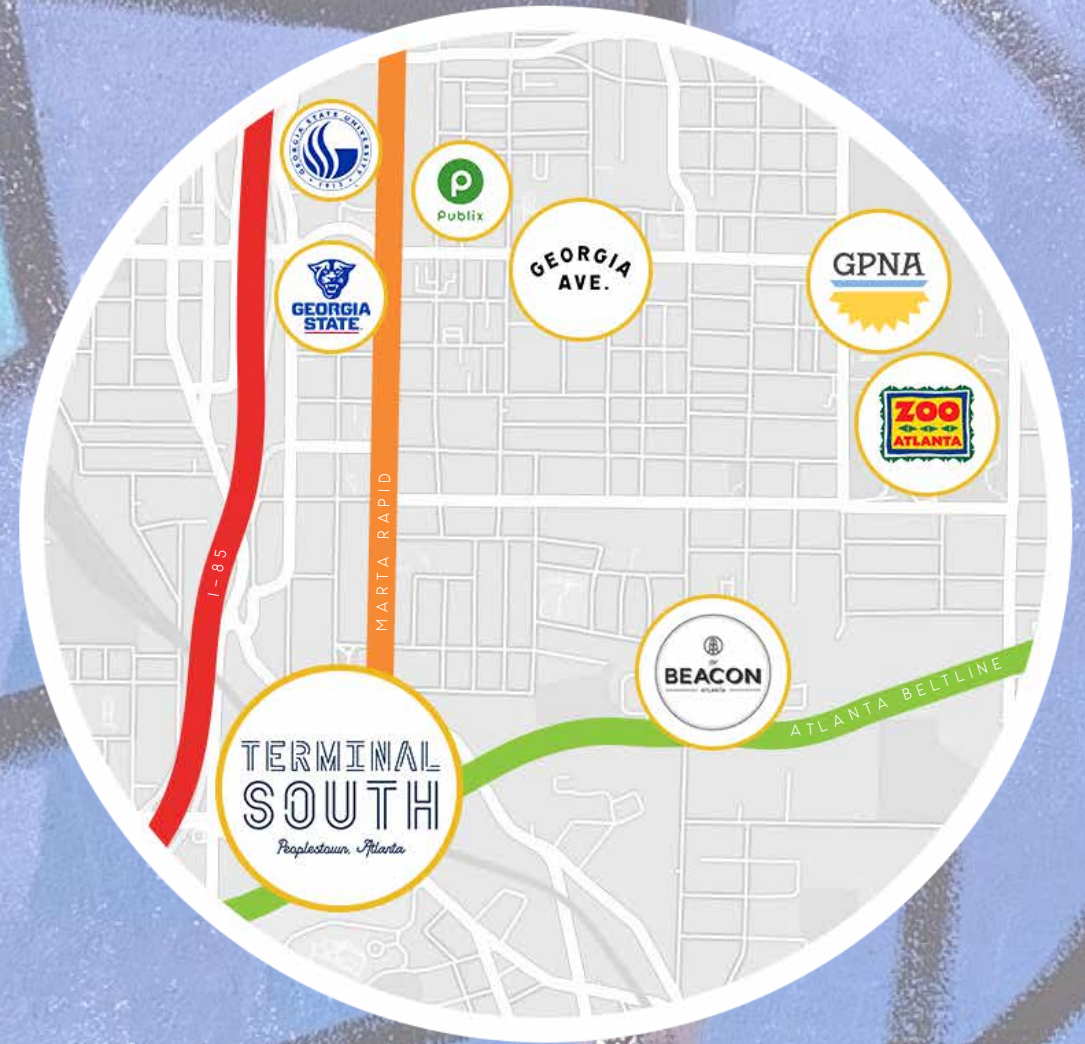 GEORGIA STATE UNIVERSITY
1913
Publix
GEORGIA
AVE.
GPNA
GEORGIA
STATE
ZOO
ATLANTA
I-85
MARTA RAPID
BEACON
ATLANTA
ATLANTA BELTLINE
TERMINAL
SOUTH
Peoplestown, Atlanta